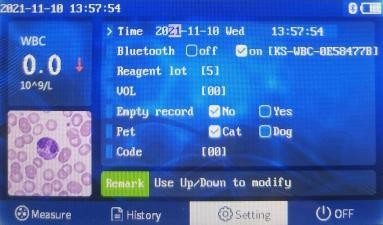 2021-11-10 13:57:54
WBC
0.0
10^9/L
> Time 2021-11-10 Wed 13:57:54
Bluetooth off on [KS-WBC-0E58477B]
Reagent lot [5]
VOL [00]
Empty record No Yes
Pet Cat Dog
Code [00]
Remark Use Up/Down to modify
Measure History Setting OFF